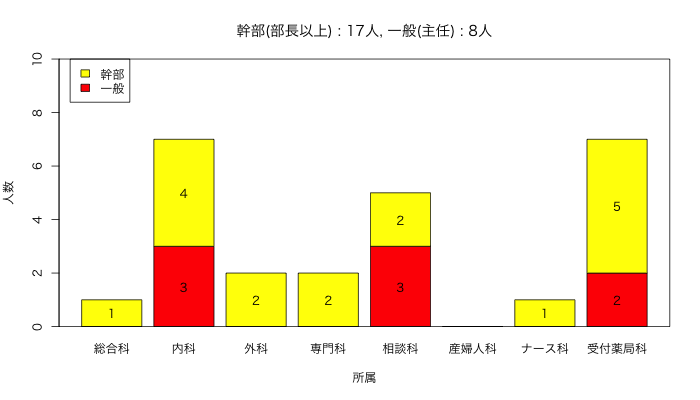 幹部(部長以上) : 17人, 一般(主任) : 8人
10
幹部
一般
8
人数
6
4
2
0
4
3
1
2
2
2
3
1
5
2
総合科 内科 外科 専門科 相談科 産婦人科 ナース科 受付薬局科
所属